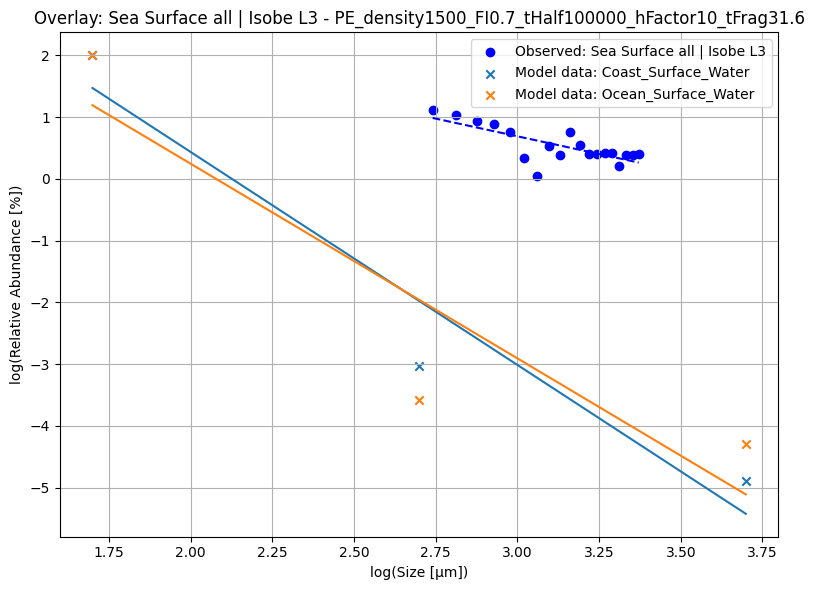 Overlay: Sea Surface all | Isobe L3 - PE_density1500_FI0.7_tHalf100000_hFactor10_tFrag31.6
Observed: Sea Surface all | Isobe L3
Model data: Coast_Surface_Water
Model data: Ocean_Surface_Water
log(Relative Abundance [%])
2
1
0
−1
−2
−3
−4
−5
1.75 2.00 2.25 2.50 2.75 3.00 3.25 3.50 3.75
log(Size [μm])